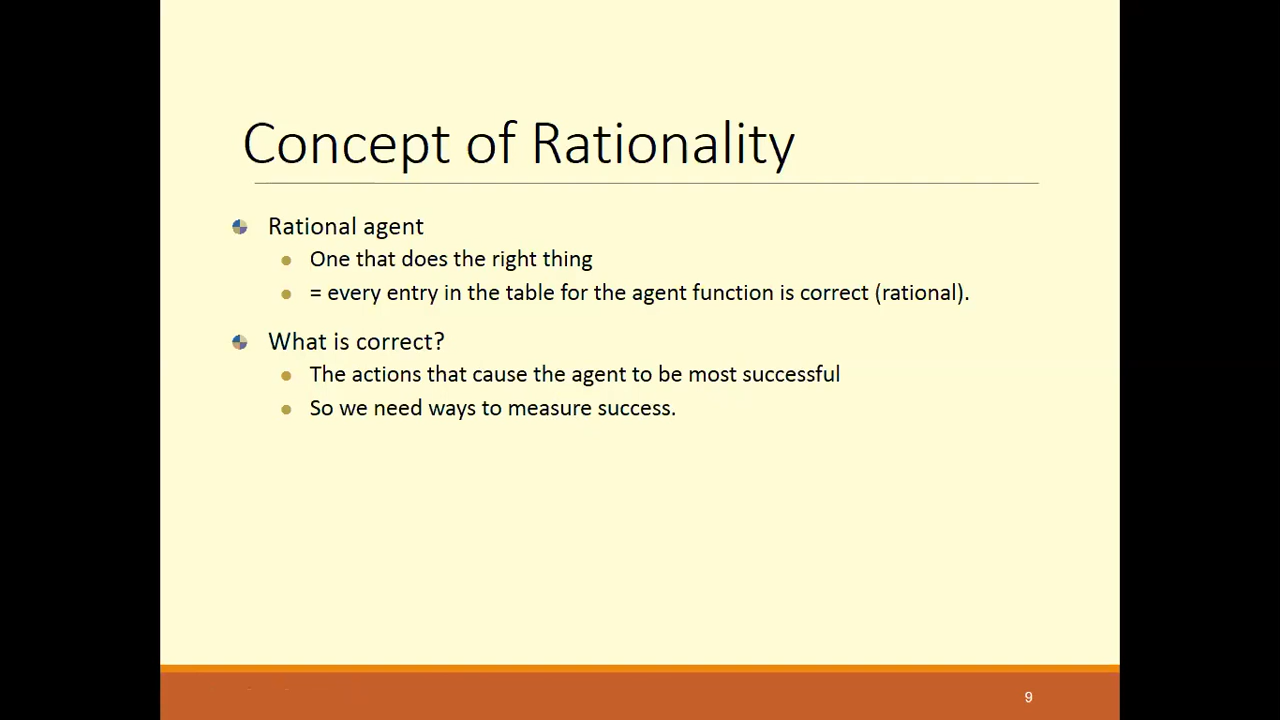 Concept of Rationality
Rational agent
One that does the right thing
= every entry in the table for the agent function is correct (rational).
What is correct?
The actions that cause the agent to be most successful
So we need ways to measure success.
9